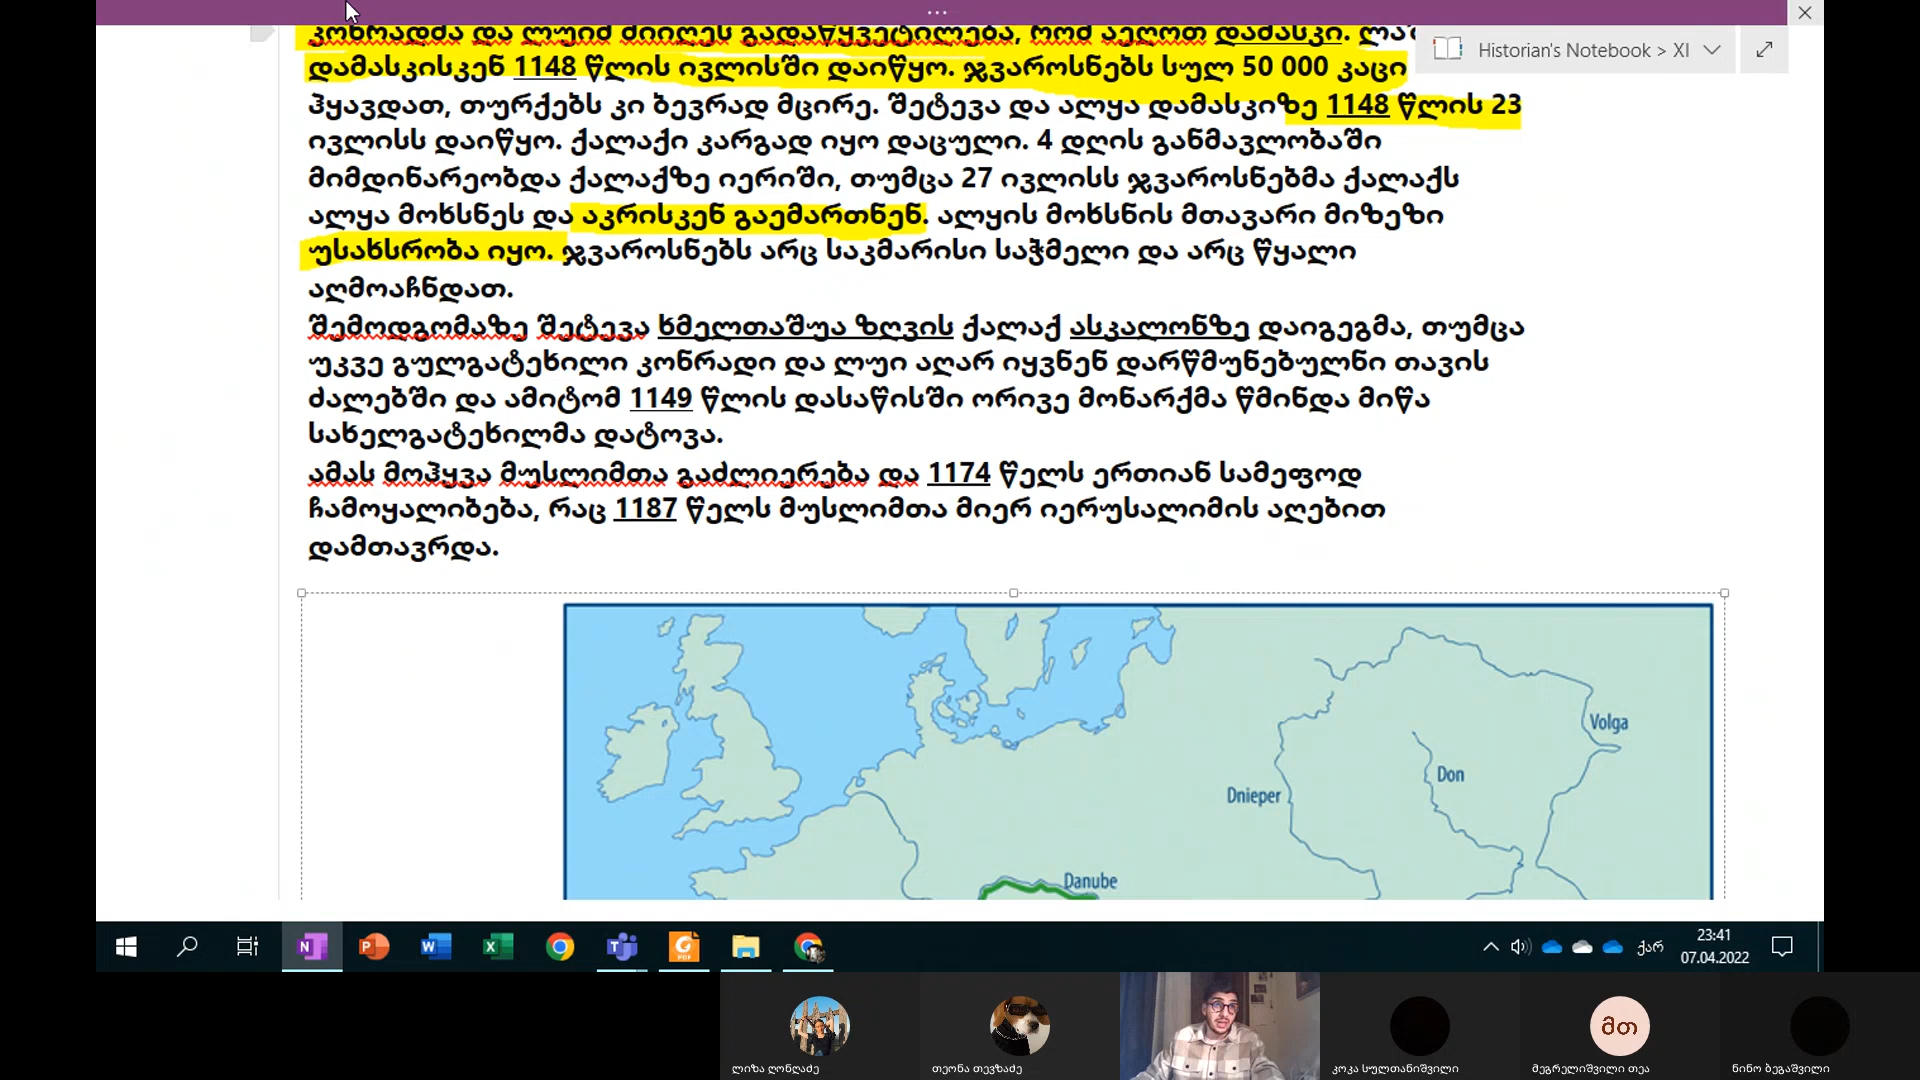 კონრადმა და ლუიმ მიიღეს გადაწყვეტილება, რომ აეღოთ დამასკი.
Historian's Notebook > XI
დამასკისკენ 1148 წლის ივლისში დაიწყო. ჯვაროსნებს სულ 50 000 კაცი
ჰყავდათ, თურქებს კი ბევრად მცირე. შეტევა და ალყა დამასკიზე 1148 წლის 23
ივლისს დაიწყო. ქალაქი კარგად იყო დაცული. 4 დღის განმავლობაში
მიმდინარეობდა ქალაქზე იერიში, თუმცა 27 ივლისს ჯვაროსნებმა ქალაქს
ალყა მოხსნეს და აკრისკენ გაემართნენ. ალყის მოხსნის მთავარი მიზეზი
უსახსრობა იყო. ჯვაროსნებს არც საკმარისი საჭმელი და არც წყალი
აღმოაჩნდათ.
შემოდგომაზე შეტევა ხმელთაშუა ზღვის ქალაქ ასკალონზე დაიგეგმა, თუმცა
უკვე გულგატეხილი კონრადი და ლუი აღარ იყვნენ დარწმუნებულნი თავის
ძალებში და ამიტომ 1149 წლის დასაწისში ორივე მონარქმა წმინდა მიწა
სახელგატეხილმა დატოვა.
ამას მოჰყვა მუსლიმთა გაძლიერება და 1174 წელს ერთიან სამეფოდ
ჩამოყალიბება, რაც 1187 წელს მუსლიმთა მიერ იერუსალიმის აღებით
დამთავრდა.
Volga
Don
Dnieper
Danube
ქარ
23:41
07.04.2022
მთ
ლიზა ღონღაძე
თეონა თევზაძე
კოკა სულთანიშვილი
მეგრელიშვილი თეა
ნინო ბეგაშვილი